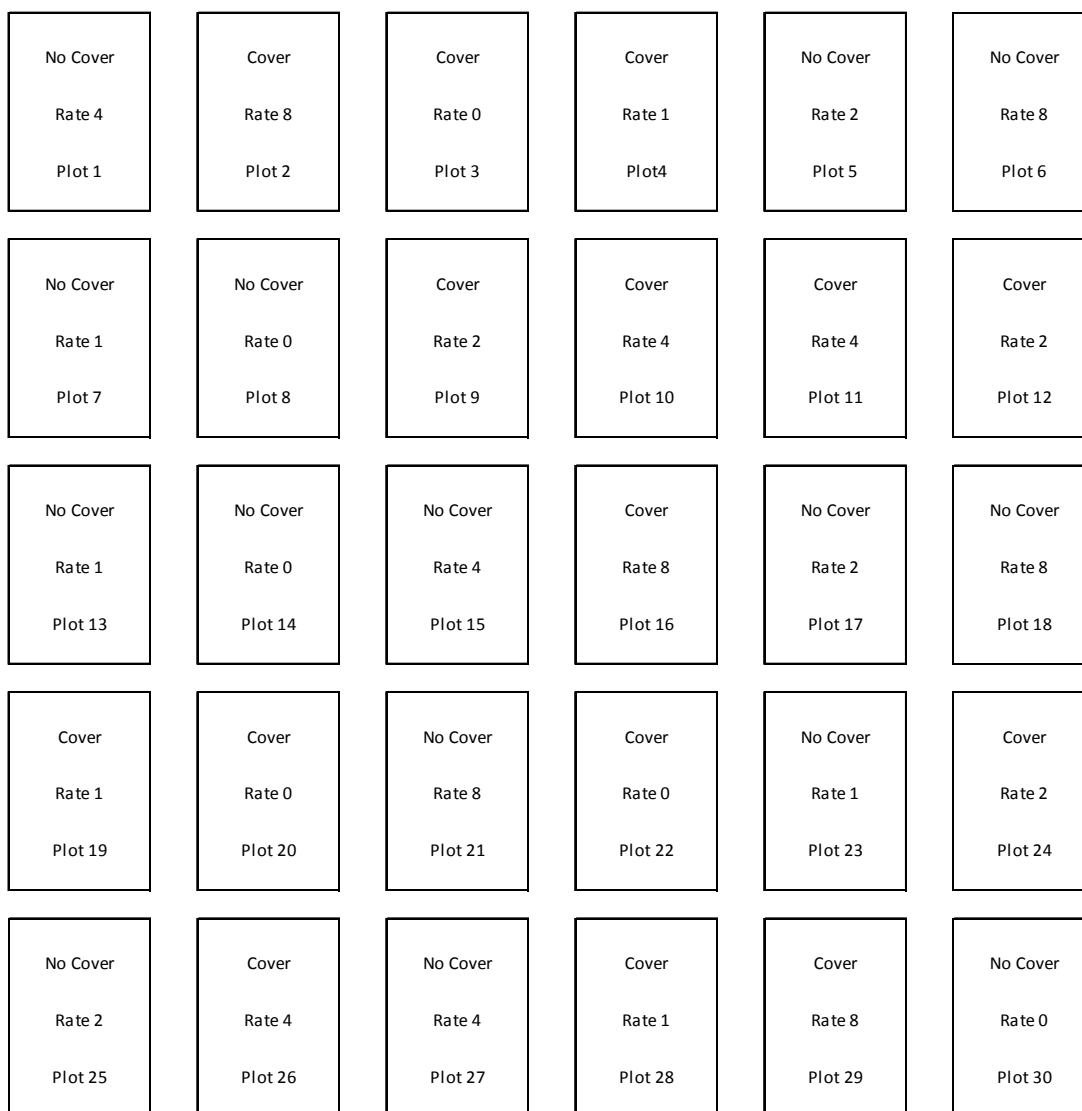 No Cover
Rate 4
Plot 1
Cover
Rate 8
Plot 2
Cover
Rate 0
Plot 3
Cover
Rate 1
Plot4
No Cover
Rate 2
Plot 5
No Cover
Rate 8
Plot 6
No Cover
Rate 1
Plot 7
No Cover
Rate 0
Plot 8
Cover
Rate 2
Plot 9
Cover
Rate 4
Plot 10
Cover
Rate 4
Plot 11
Cover
Rate 2
Plot 12
No Cover
Rate 1
Plot 13
No Cover
Rate 0
Plot 14
No Cover
Rate 4
Plot 15
Cover
Rate 8
Plot 16
No Cover
Rate 2
Plot 17
No Cover
Rate 8
Plot 18
Cover
Rate 1
Plot 19
Cover
Rate 0
Plot 20
No Cover
Rate 8
Plot 21
Cover
Rate 0
Plot 22
No Cover
Rate 1
Plot 23
Cover
Rate 2
Plot 24
No Cover
Rate 2
Plot 25
Cover
Rate 4
Plot 26
No Cover
Rate 4
Plot 27
Cover
Rate 1
Plot 28
Cover
Rate 8
Plot 29
No Cover
Rate 0
Plot 30